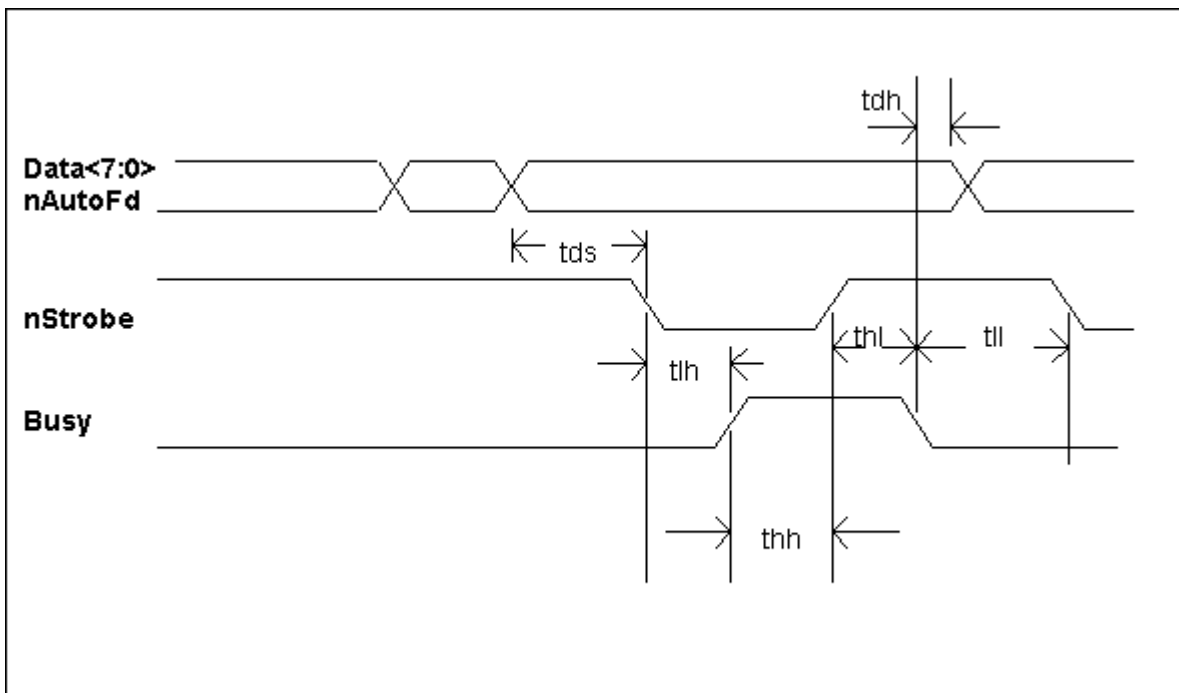 tdh
Data<7:0>
nAutoFd
tds
nStrobe
thl
tll
tlh
Busy
thh